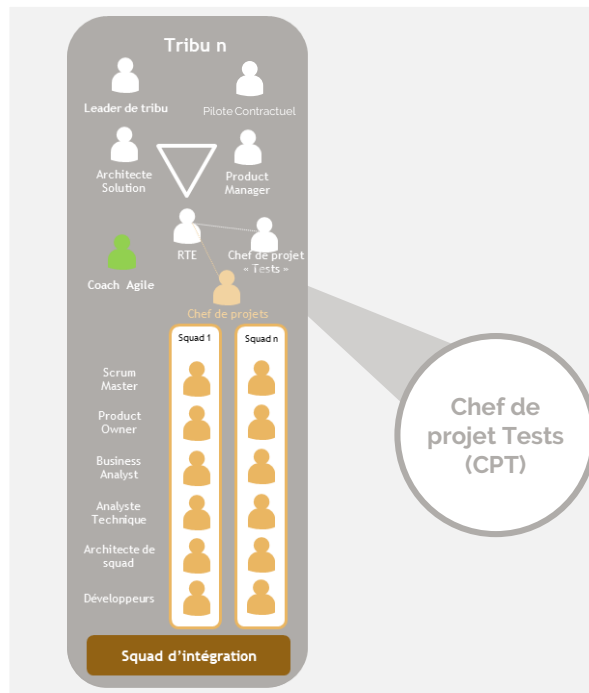 Tribu n
Leader de tribu
Pilote Contractuel
Architecte
Solution
Product
Manager
RTE
Chef de projet
« Tests »
Coach Agile
Chef de projets
Squad 1
Squad n
Scrum
Master
Product
Owner
Business
Analyst
Analyste
Technique
Architecte de
squad
Développeurs
Squad d’intégration
Chef de
projet Tests
(CPT)